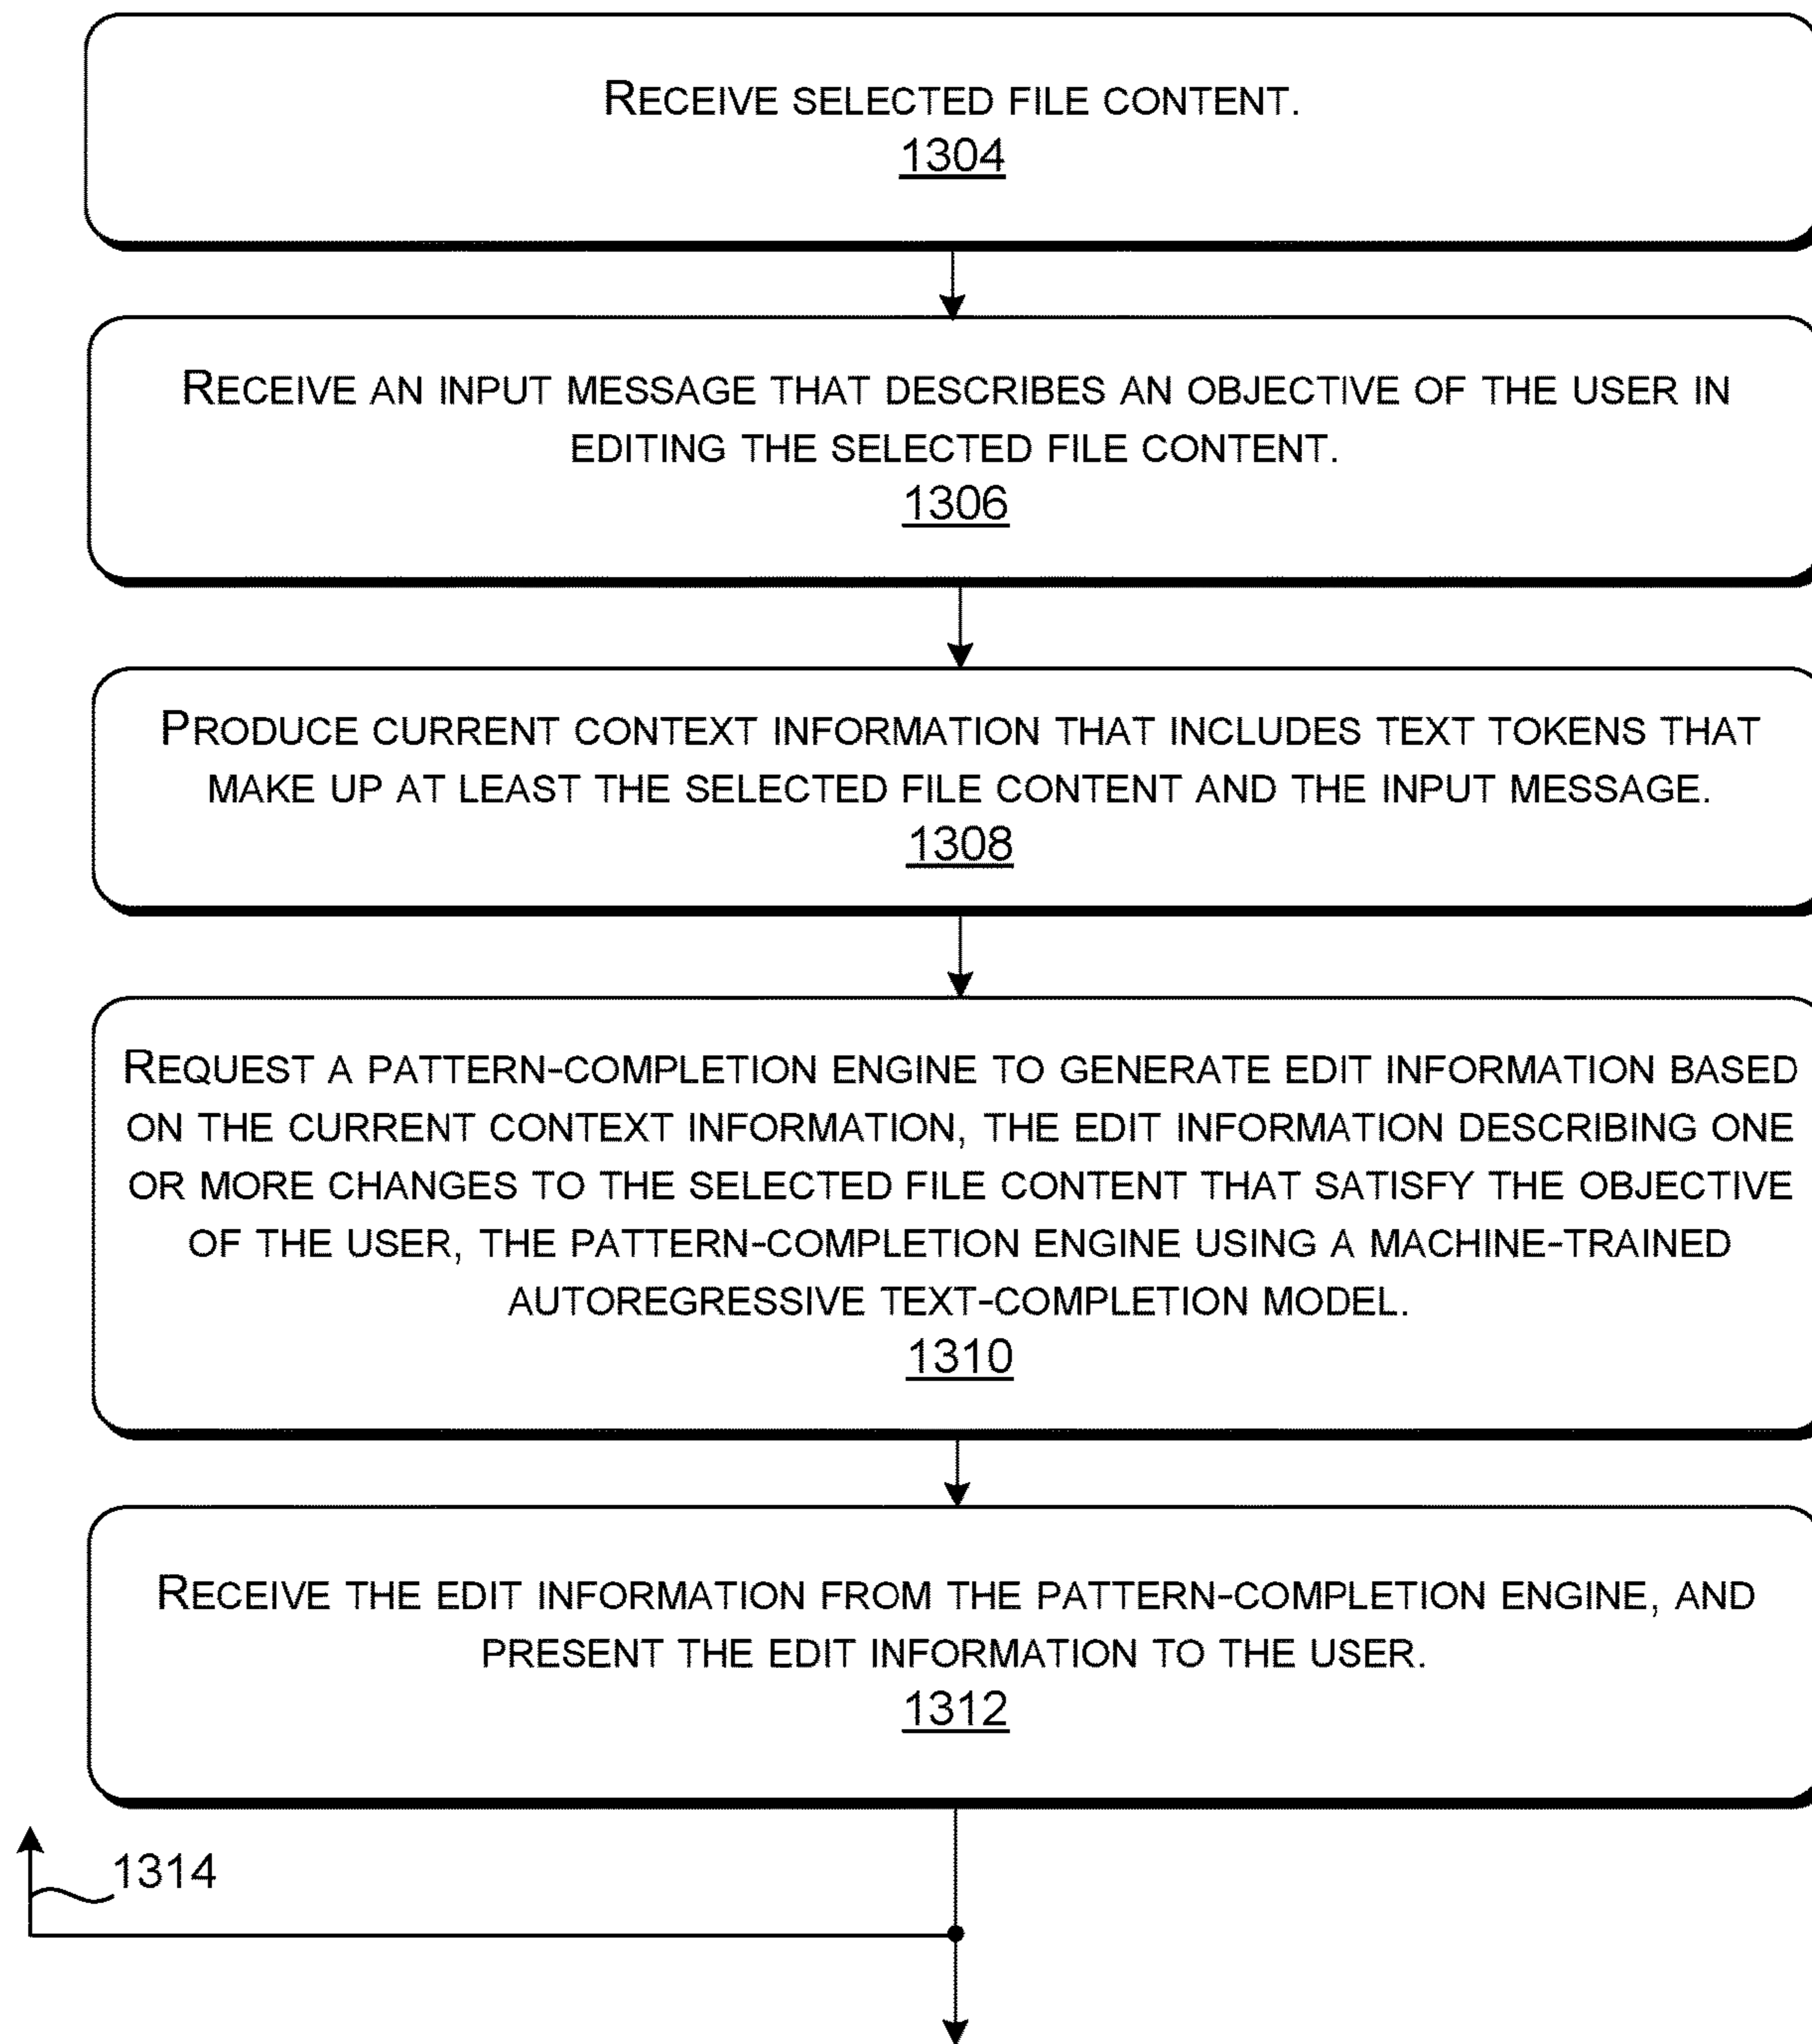 RECEIVE SELECTED FILE CONTENT.
1304
RECEIVE AN INPUT MESSAGE THAT DESCRIBES AN OBJECTIVE OF THE USER IN
EDITING THE SELECTED FILE CONTENT.
1306
PRODUCE CURRENT CONTEXT INFORMATION THAT INCLUDES TEXT TOKENS THAT
MAKE UP AT LEAST THE SELECTED FILE CONTENT AND THE INPUT MESSAGE.
1308
REQUEST A PATTERN-COMPLETION ENGINE TO GENERATE EDIT INFORMATION BASED
ON THE CURRENT CONTEXT INFORMATION, THE EDIT INFORMATION DESCRIBING ONE
OR MORE CHANGES TO THE SELECTED FILE CONTENT THAT SATISFY THE OBJECTIVE
OF THE USER, THE PATTERN-COMPLETION ENGINE USING A MACHINE-TRAINED
AUTOREGRESSIVE TEXT-COMPLETION MODEL.
1310
RECEIVE THE EDIT INFORMATION FROM THE PATTERN-COMPLETION ENGINE, AND
PRESENT THE EDIT INFORMATION TO THE USER.
1312
1314